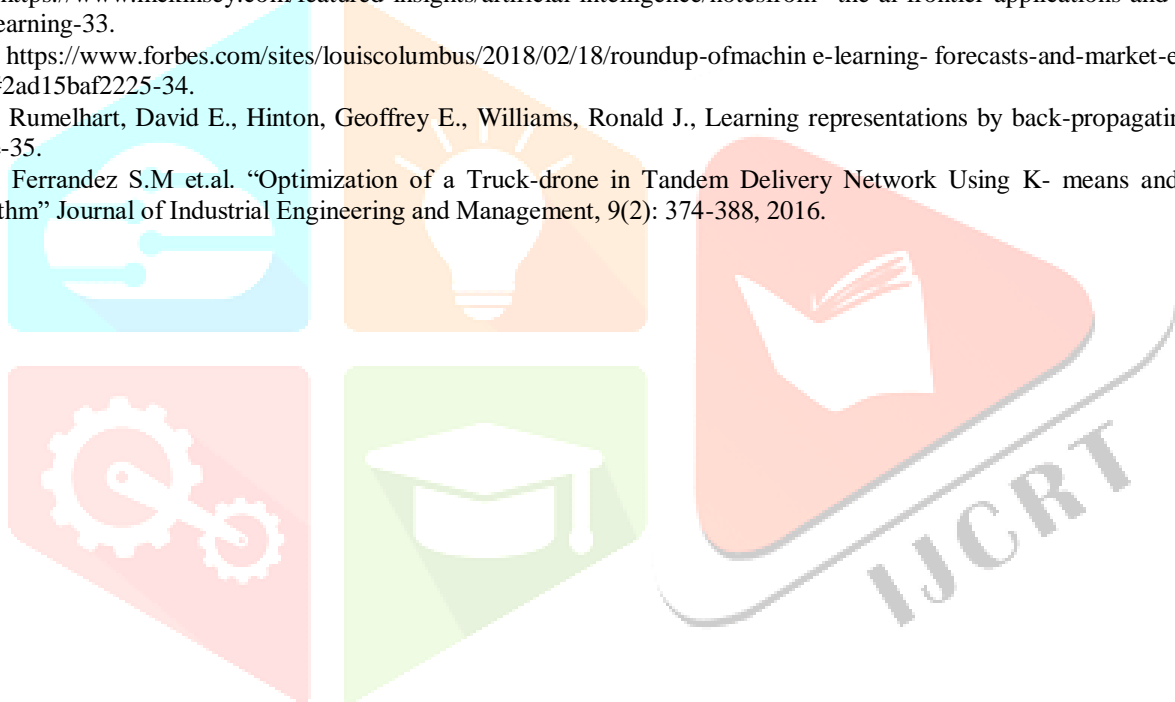 https://www.mckinsey.com/featured-insights/artificial-intelligence/notesfrom- the-ai-frontier-applications-and
earning-33.
https://www.forbes.com/sites/louiscolumbus/2018/02/18/roundup-ofmachin e-learning- forecasts-and-market-e
#2ad15baf2225-34.
Rumelhart, David E., Hinton, Geoffrey E., Williams, Ronald J., Learning representations by back-propagatin
-35.
Ferrandez S.M et.al. “Optimization of a Truck-drone in Tandem Delivery Network Using K- means and
thm” Journal of Industrial Engineering and Management, 9(2): 374-388, 2016.
IJCRT